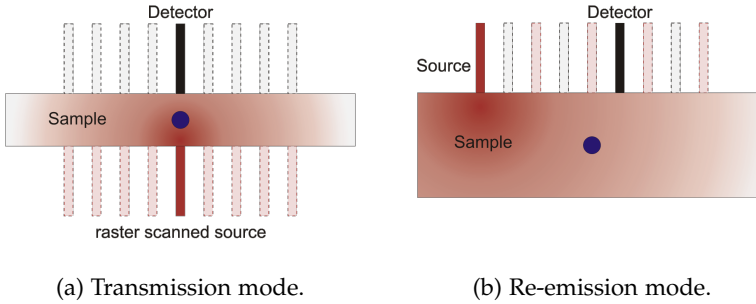 Detector
Sample
raster scanned source
(a) Transmission mode.
Detector
Source
Sample
(b) Re-emission mode.